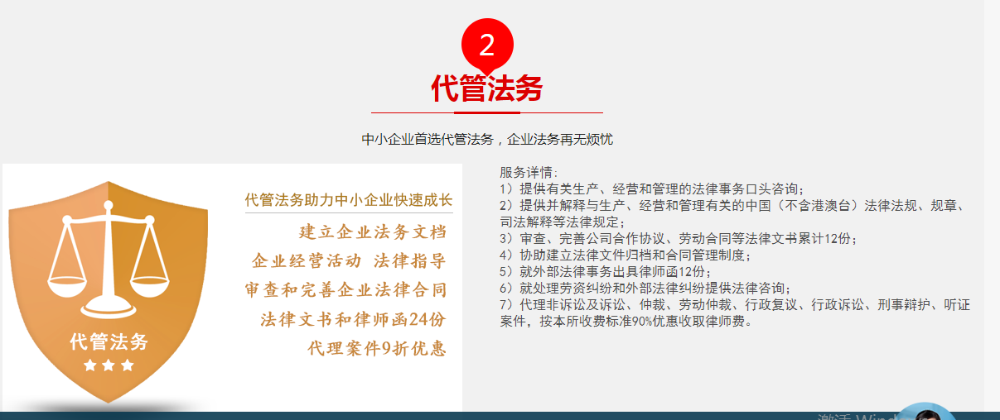 2
代管法务
中小企业首选代管法务，企业法务再无烦忧
代管法务助力中小企业快速成长
建立企业法务文档
企业经营活动 法律指导
审查和完善企业法律合同
法律文书和律师函24份
代理案件9折优惠
代管法务
服务详情：
1）提供有关生产、经营和管理的法律事务口头咨询；
2）提供并解释与生产、经营和管理有关的中国（不含港澳台）法律法规、规章、
司法解释等法律规定；
3）审查、完善公司合作协议、劳动合同等法律文书累计12份；
4）协助建立法律文件归档和合同管理制度；
5）就外部法律事务出具律师函12份；
6）就处理劳资纠纷和外部法律纠纷提供法律咨询；
7）代理非诉讼及诉讼、仲裁、劳动仲裁、行政复议、行政诉讼、刑事辩护、听证
案件，按本所收费标准90%优惠收取律师费。